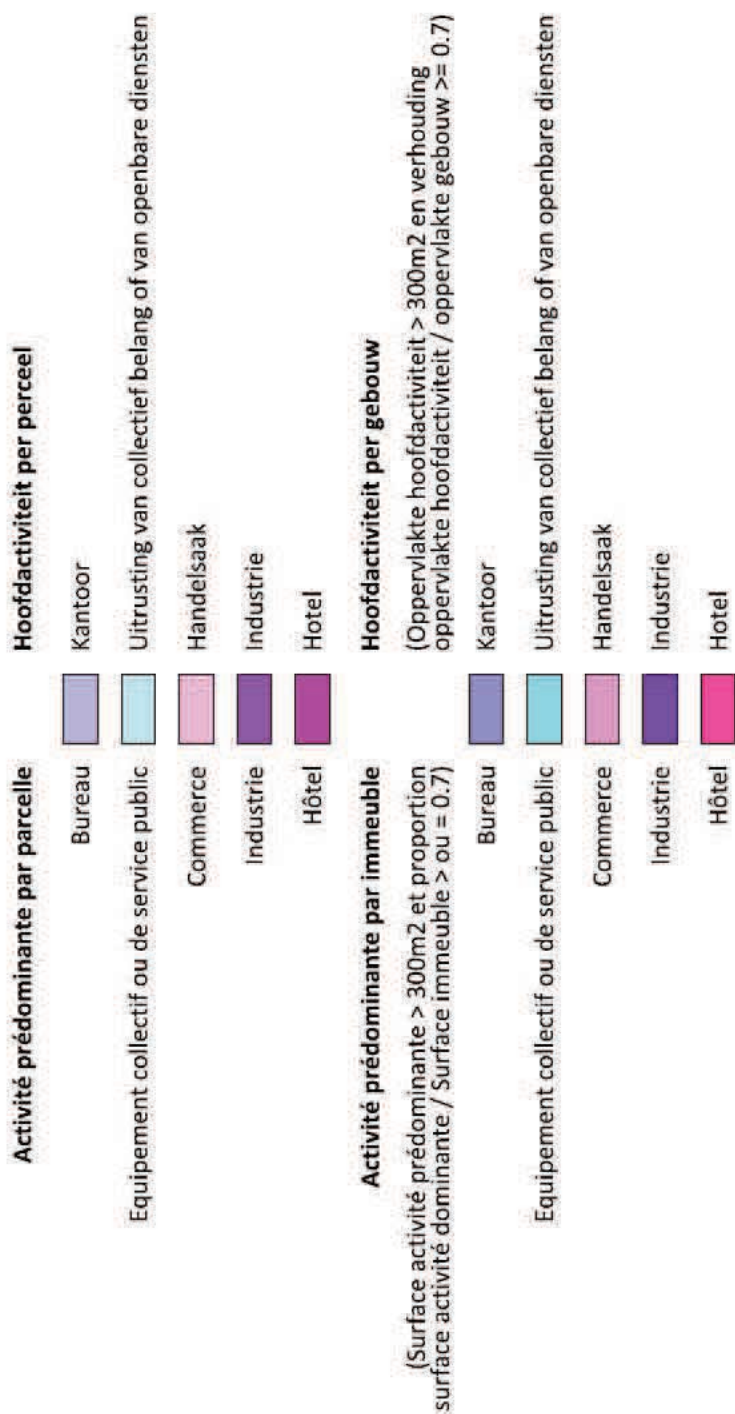 Activité prédominante par parcelle
Hoofdactiviteit per perceel
Bureau
Kantoor
Equipement collectif ou de service public
Uitrusting van collectief belang of van openbare diensten
Commerce
Handelsaak
Industrie
Industrie
Hôtel
Hotel
Activité prédominante par immeuble
Hoofdactiviteit per gebouw
(Surface activité prédominante > 300m2 et proportion
surface activité dominante / Surface immeuble > ou = 0.7)
(Oppervlakte hoofdactiviteit > 300m2 en verhouding
oppervlakte hoofdactiviteit / oppervlakte gebouw >= 0.7)
Bureau
Kantoor
Equipement collectif ou de service public
Uitrusting van collectief belang of van openbare diensten
Commerce
Handelsaak
Industrie
Industrie
Hôtel
Hotel